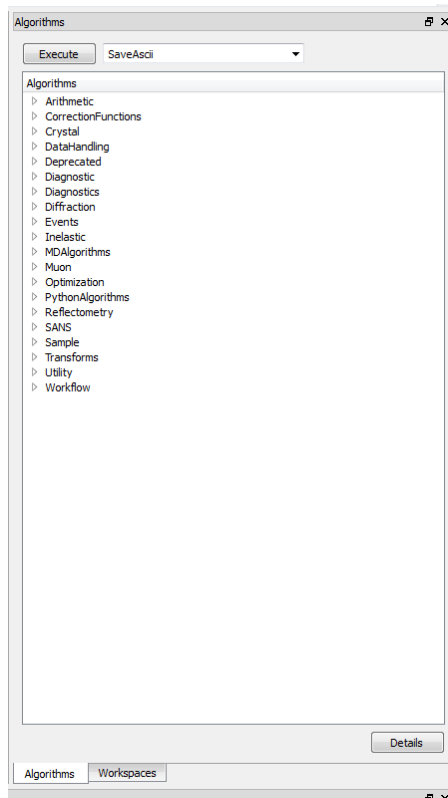 Algorithms
Execute SaveAscii
Algorithms
Arithmetic
CorrectionFunctions
Crystal
DataHandling
Deprecated
Diagnostic
Diagnostics
Diffraction
Events
Inelastic
MDAlgorithms
Muon
Optimization
PythonAlgorithms
Reflectometry
SANS
Sample
Transforms
Utility
Workflow
Details
Algorithms Workspaces